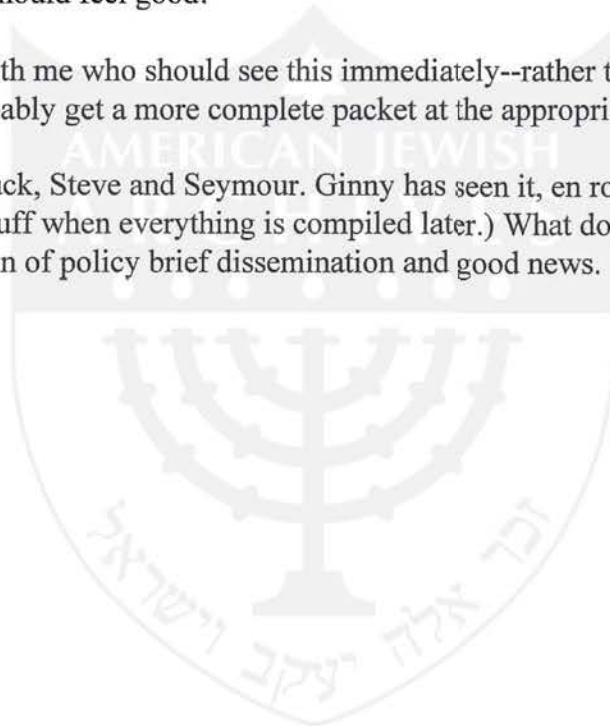 hould feel good.
th me who should see this immediately--rather t
ably get a more complete packet at the appropri
AMERICAN JEWISH
ARCHIVES
ck, Steve and Seymour. Ginny has seen it, en ro
uff when everything is compiled later.) What do
n of policy brief dissemination and good news.
זכר אלה יעקב וישראל